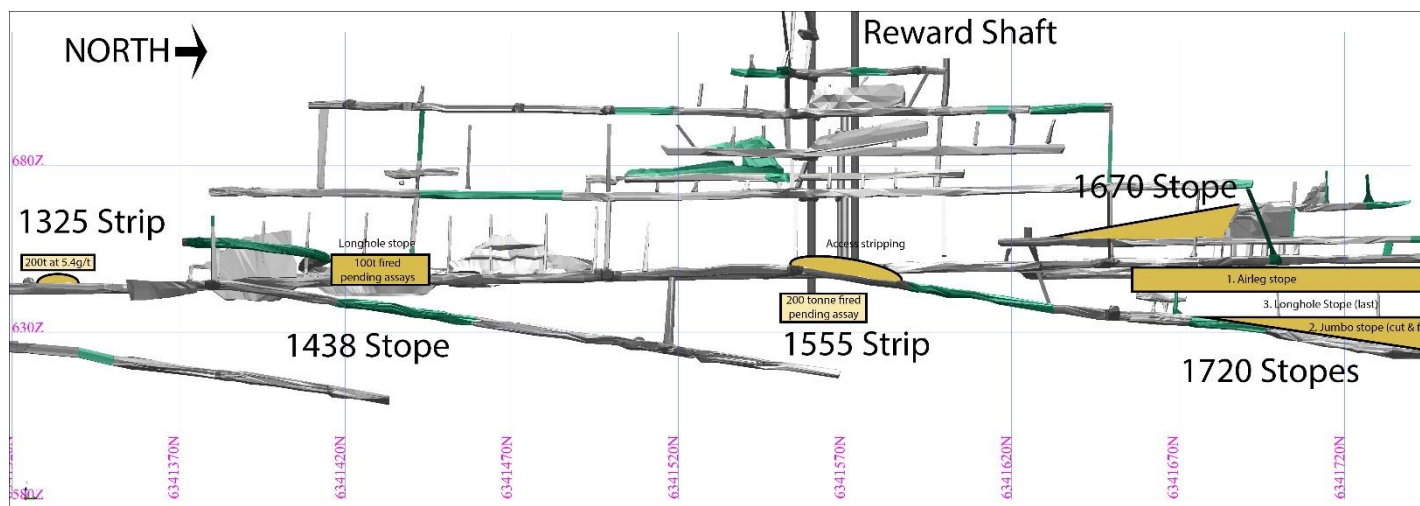 NORTH
Reward Shaft
680Z
1670 Stope
1325 Strip
200t at 5.4g/t
Longhole stope
100t fired
pending assays
Access stripping
200 tonne fired
pending assay
1. Airleg stope
3. Longhole Stope (last)
2. Jumbo stope (cut & f
630Z
1438 Stope
1555 Strip
1720 Stopes
6341370N
6341420N
6341470N
6341520N
6341570N
6341620N
6341670N
6341720N
580Z